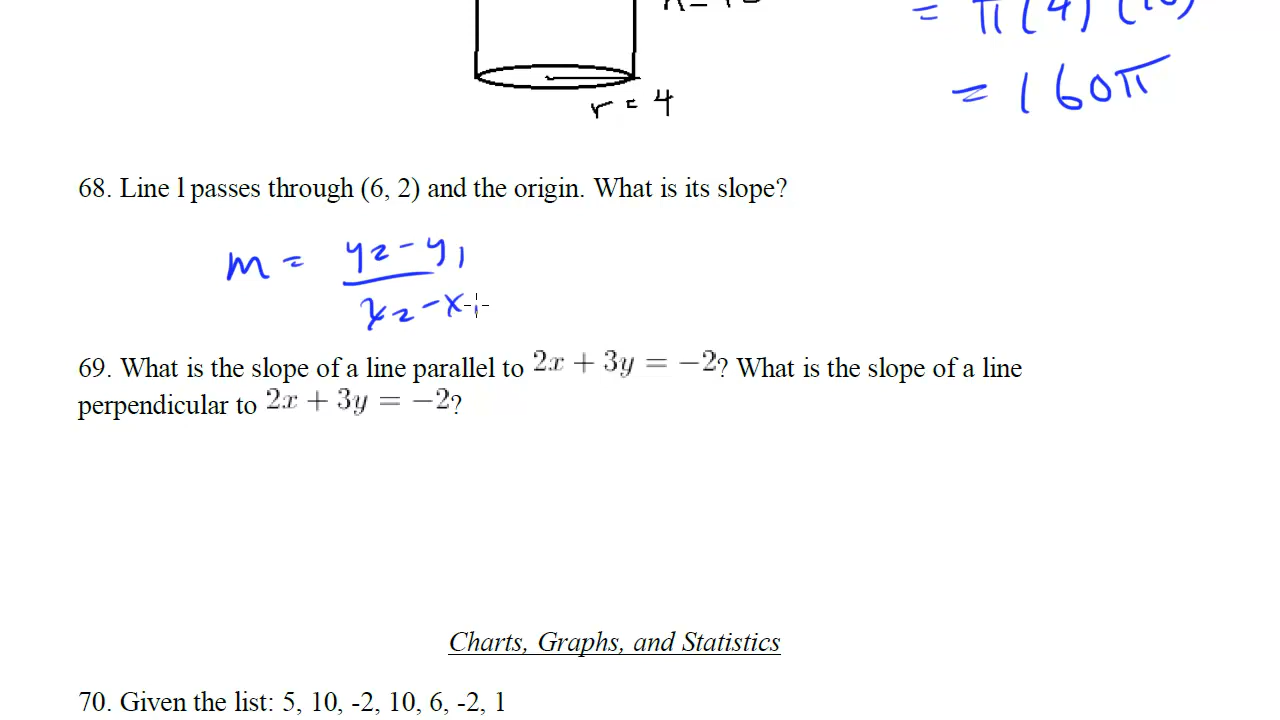 = π(4) (10)
= 160π
r = 4
68. Line l passes through (6, 2) and the origin. What is its slope?
m = y2 - y1
x2 - x1
69. What is the slope of a line parallel to 2x + 3y = −2? What is the slope of a line
perpendicular to 2x + 3y = −2?
Charts, Graphs, and Statistics
70. Given the list: 5, 10, -2, 10, 6, -2, 1